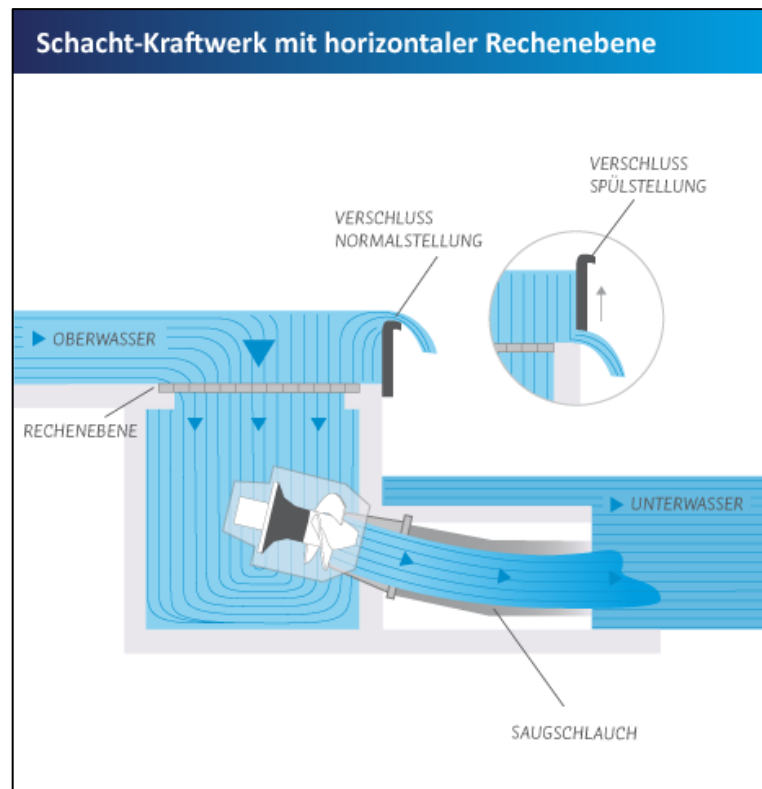 Schacht-Kraftwerk mit horizontaler Rechenebene
VERSCHLUSS
SPÜLSTELLUNG
VERSCHLUSS
NORMALSTELLUNG
OBERWASSER
RECHENEBENE
UNTERWASSER
SAUGSCHLAUCH